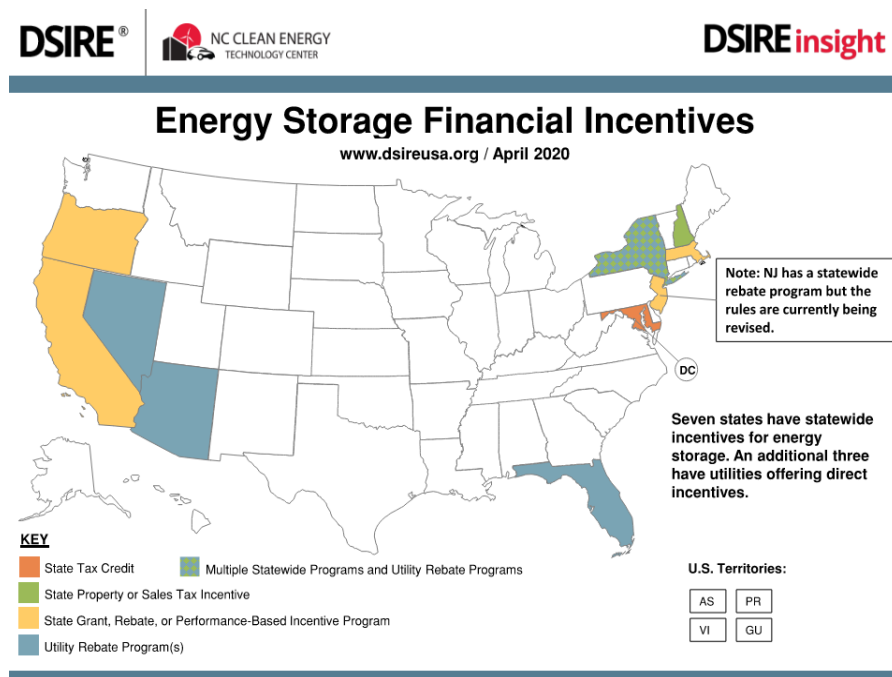 DSIRE®
NC CLEAN ENERGY
TECHNOLOGY CENTER
DSIRE insight
Energy Storage Financial Incentives
www.dsireusa.org / April 2020
Note: NJ has a statewide
rebate program but the
rules are currently being
revised.
DC
Seven states have statewide
incentives for energy
storage. An additional three
have utilities offering direct
incentives.
KEY
State Tax Credit
Multiple Statewide Programs and Utility Rebate Programs
State Property or Sales Tax Incentive
State Grant, Rebate, or Performance-Based Incentive Program
Utility Rebate Program(s)
U.S. Territories:
AS PR
VI GU